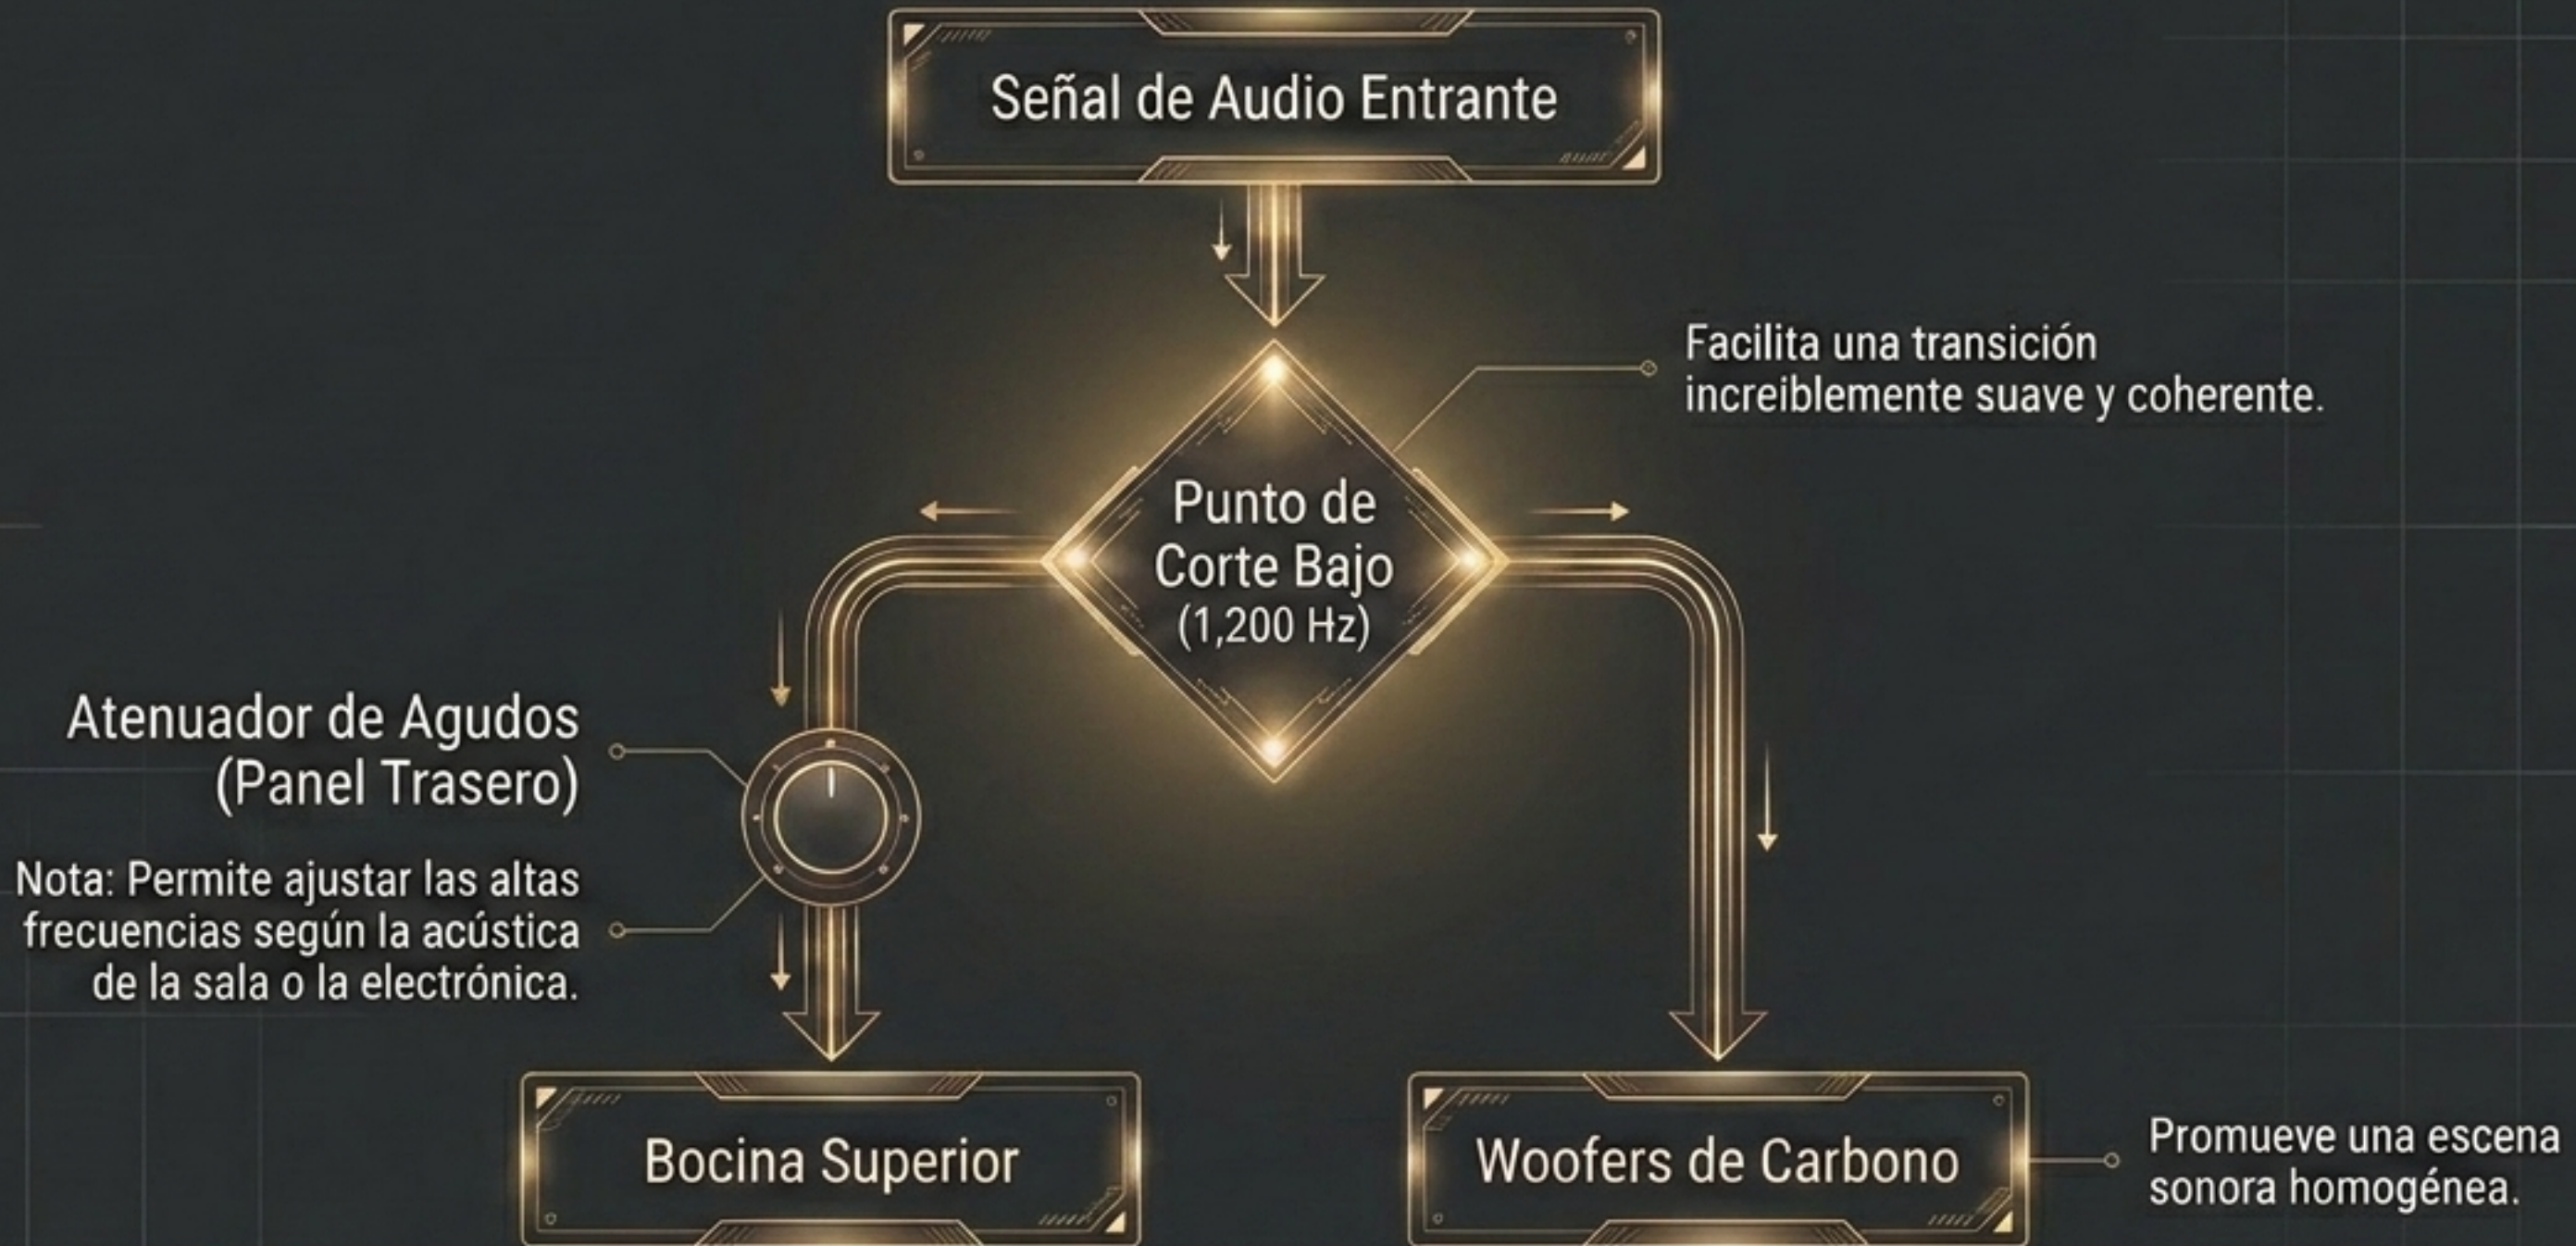 Señal de Audio Entrante
Facilita una transición
increiblemente suave y coherente.
Punto de
Corte Bajo
(1,200 Hz)
Atenuador de Agudos
(Panel Trasero)
Nota: Permite ajustar las altas
frecuencias según la acústica
de la sala o la electrónica.
Bocina Superior
Woofers de Carbono
Promueve una escena
sonora homogénea.